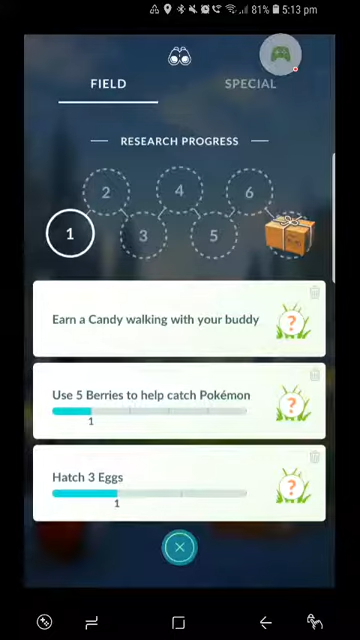 81% 5:13 pm
FIELD SPECIAL
RESEARCH PROGRESS
2 4 6
1 3 5
Earn a Candy walking with your buddy
?
Use 5 Berries to help catch Pokémon
?
1
Hatch 3 Eggs
?
1